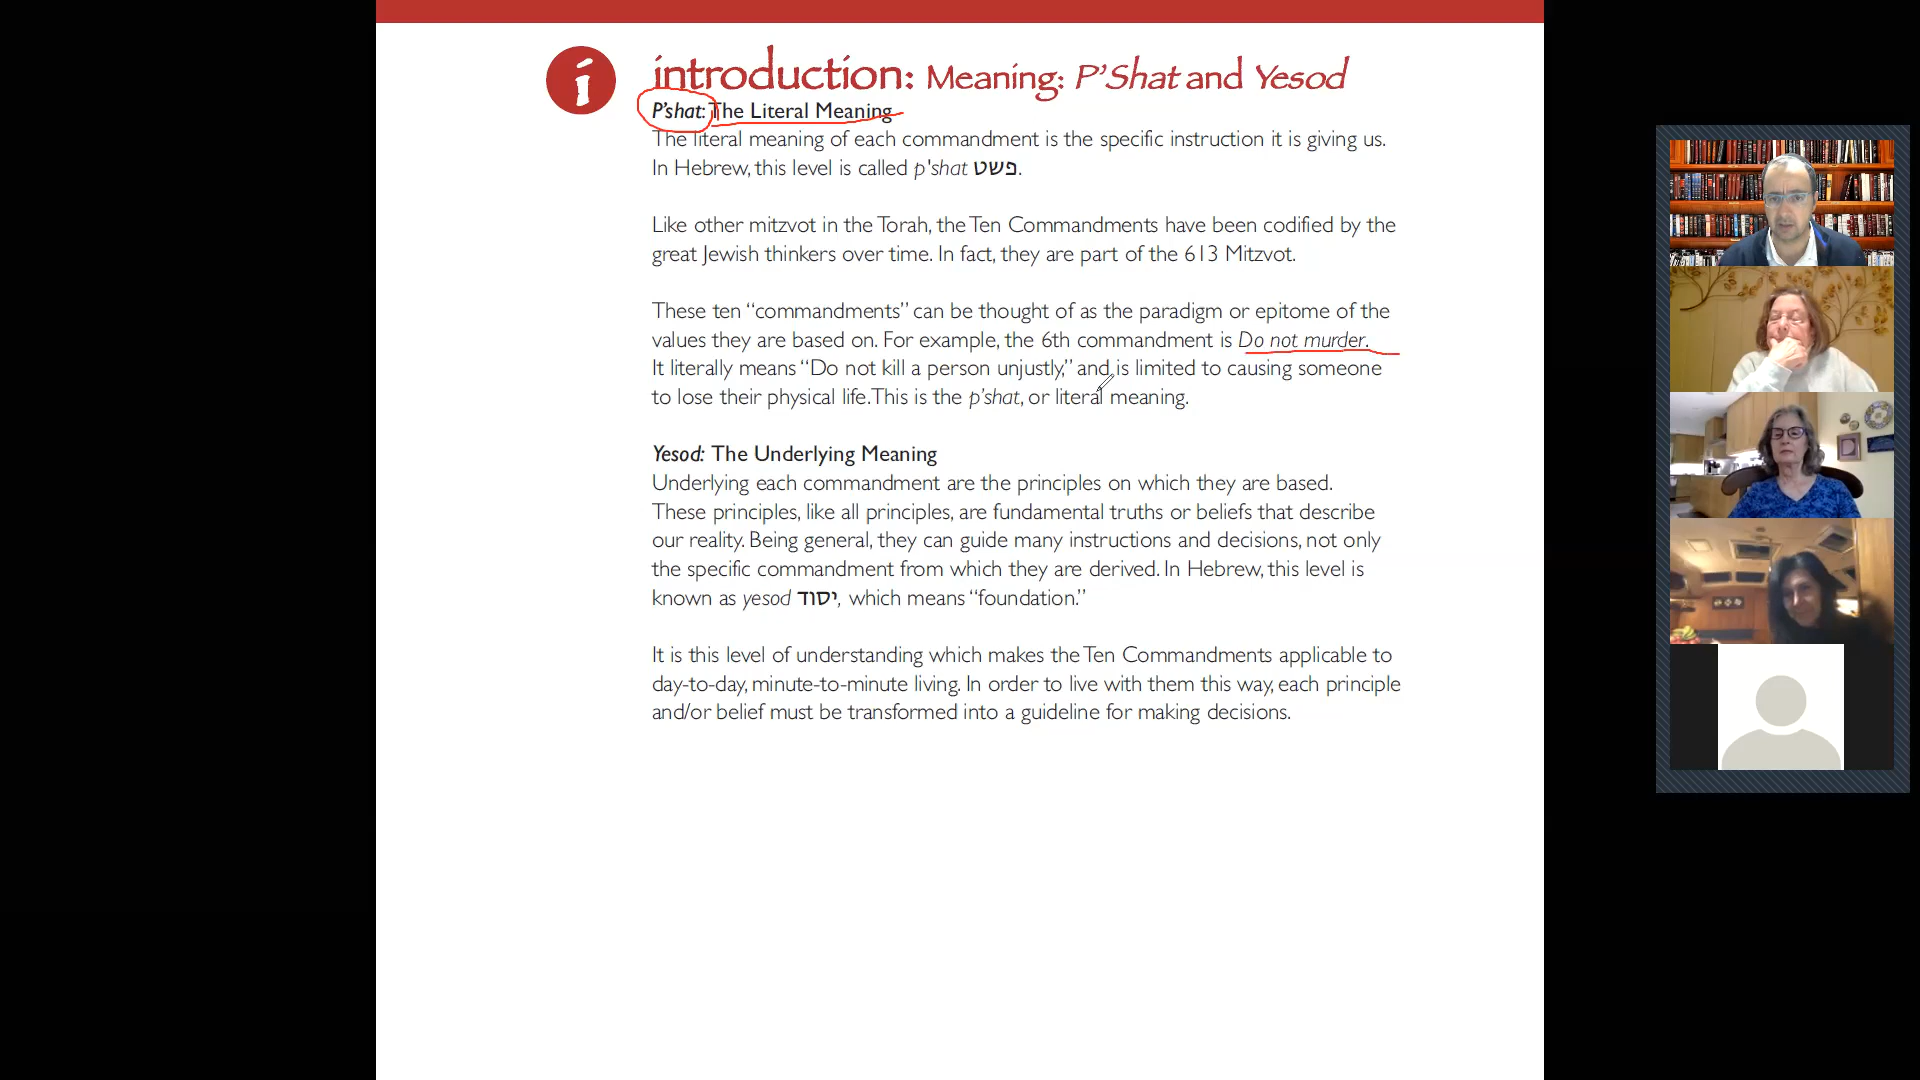 i introduction: Meaning: P'Shat and Yesod
P'shat: The Literal Meaning
The literal meaning of each commandment is the specific instruction it is giving us.
In Hebrew, this level is called p'shat פשט.
Like other mitzvot in the Torah, the Ten Commandments have been codified by the
great Jewish thinkers over time. In fact, they are part of the 613 Mitzvot.
These ten “commandments” can be thought of as the paradigm or epitome of the
values they are based on. For example, the 6th commandment is Do not murder.
It literally means “Do not kill a person unjustly,” and is limited to causing someone
to lose their physical life. This is the p'shat, or literal meaning.
Yesod: The Underlying Meaning
Underlying each commandment are the principles on which they are based.
These principles, like all principles, are fundamental truths or beliefs that describe
our reality. Being general, they can guide many instructions and decisions, not only
the specific commandment from which they are derived. In Hebrew, this level is
known as yesod יסוד, which means “foundation.”
It is this level of understanding which makes the Ten Commandments applicable to
day-to-day, minute-to-minute living. In order to live with them this way, each principle
and/or belief must be transformed into a guideline for making decisions.